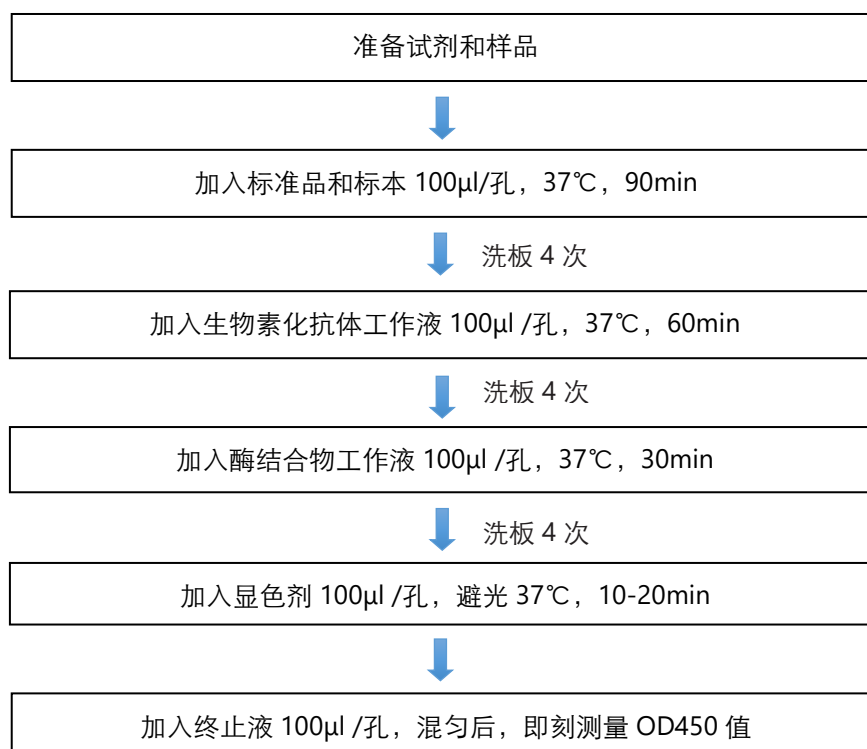 准备试剂和样品
加入标准品和标本 100μl/孔，37℃，90min
洗板 4 次
加入生物素化抗体工作液 100μl /孔，37℃，60min
洗板 4 次
加入酶结合物工作液 100μl /孔，37℃，30min
洗板 4 次
加入显色剂 100μl /孔，避光 37℃，10-20min
加入终止液 100μl /孔，混匀后，即刻测量 OD450 值